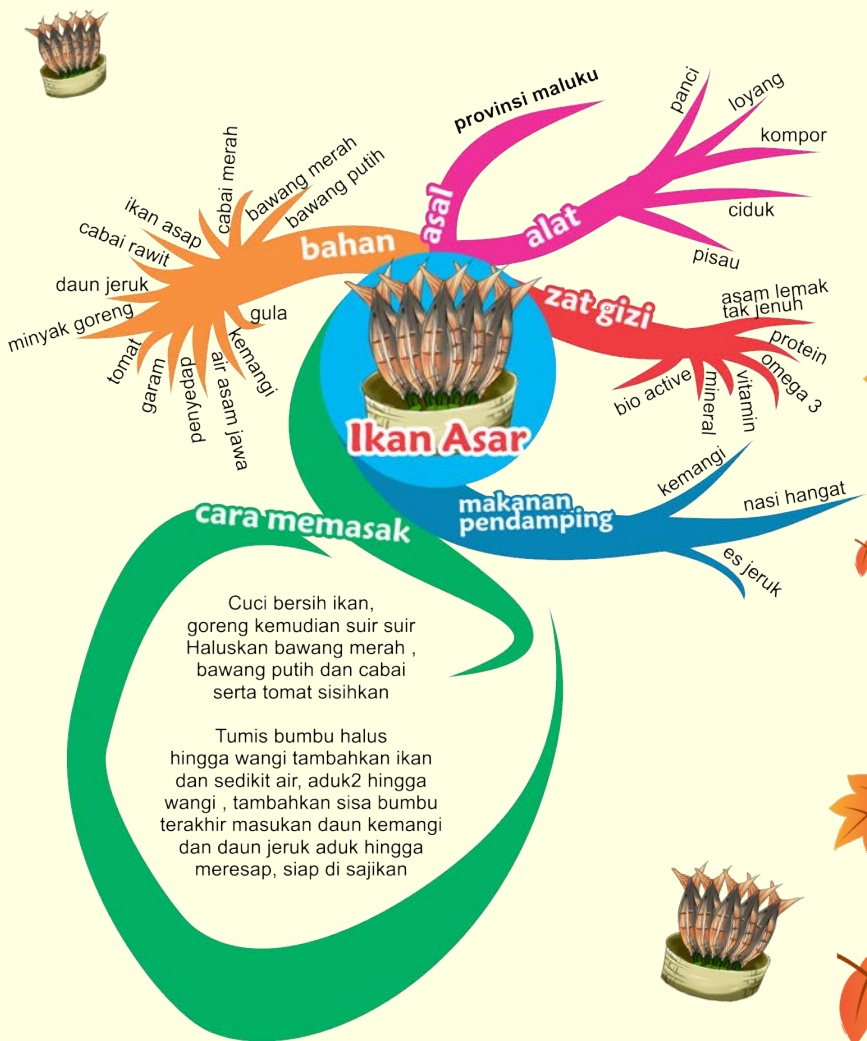 provinsi maluku
asal
panci
loyang
kompor
ciduk
pisau
alat
bahan
bawang putih
bawang merah
cabai merah
ikan asap
cabai rawit
daun jeruk
minyak goreng
tomat
garam
penyedap
air asam jawa
kemangi
gula
zat gizi
asam lemak
tak jenuh
protein
omega 3
vitamin
mineral
bio active
Ikan Asar
makanan
pendamping
kemangi
nasi hangat
es jeruk
cara memasak
Cuci bersih ikan,
goreng kemudian suir suir
Haluskan bawang merah ,
bawang putih dan cabai
serta tomat sisihkan
Tumis bumbu halus
hingga wangi tambahkan ikan
dan sedikit air, aduk2 hingga
wangi , tambahkan sisa bumbu
terakhir masukan daun kemangi
dan daun jeruk aduk hingga
meresap, siap di sajikan